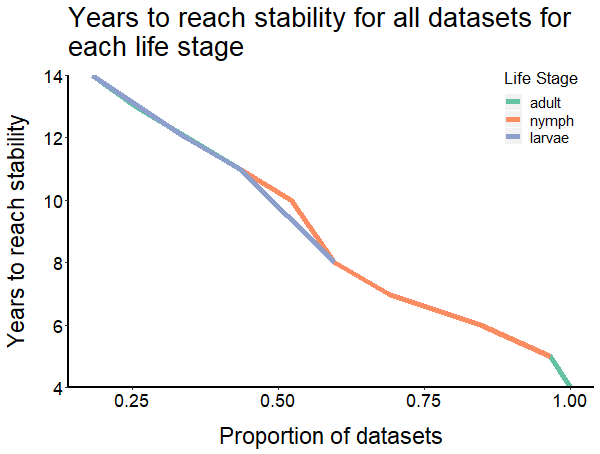 Years to reach stability for all datasets for
each life stage
Years to reach stability
14
12
10
8
6
4
Life Stage
adult
nymph
larvae
0.25
0.50
0.75
1.00
Proportion of datasets